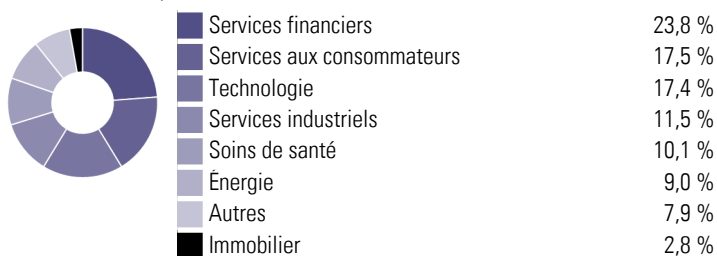 Services financiers 23,8 %
Services aux consommateurs 17,5 %
Technologie 17,4 %
Services industriels 11,5 %
Soins de santé 10,1 %
Énergie 9,0 %
Autres 7,9 %
Immobilier 2,8 %